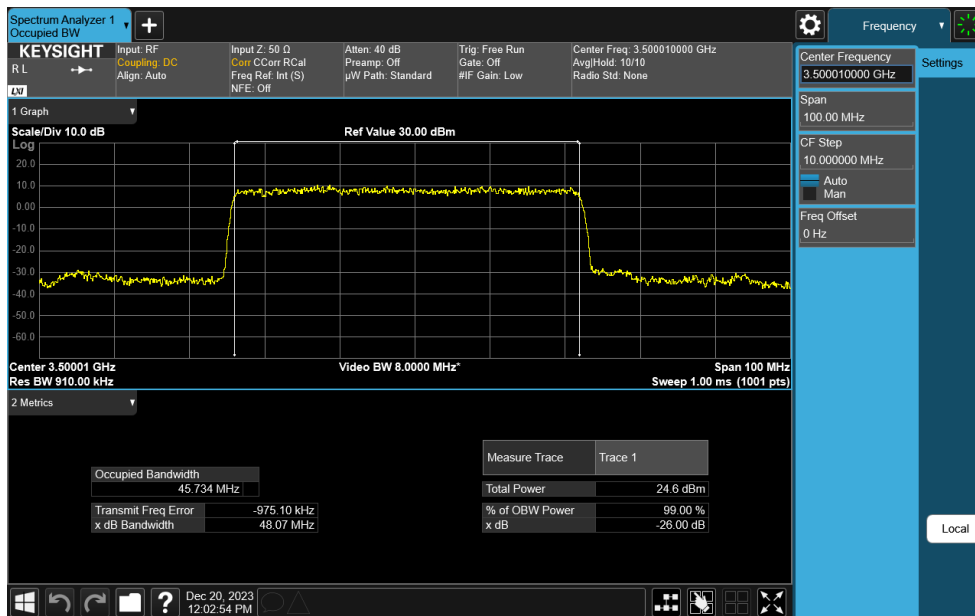 Spectrum Analyzer 1
Occupied BW
Frequency
KEYSIGHT
R L
LXI
Input: RF
Coupling: DC
Align: Auto
Input Z: 50 Ω
Corr CCorr RCal
Freq Ref: Int (S)
NFE: Off
Atten: 40 dB
Preamp: Off
µW Path: Standard
Trig: Free Run
Gate: Off
#IF Gain: Low
Center Freq: 3.500010000 GHz
Avg|Hold: 10/10
Radio Std: None
Center Frequency
3.500010000 GHz
Settings
Span
100.00 MHz
CF Step
10.000000 MHz
Auto
Man
Freq Offset
0 Hz
1 Graph
Scale/Div 10.0 dB
Ref Value 30.00 dBm
Log
20.0
10.0
0.00
-10.0
-20.0
-30.0
-40.0
-50.0
-60.0
Center 3.50001 GHz
Video BW 8.0000 MHz*
Span 100 MHz
Res BW 910.00 kHz
Sweep 1.00 ms (1001 pts)
2 Metrics
Measure Trace Trace 1
Occupied Bandwidth
45.734 MHz
Total Power 24.6 dBm
Transmit Freq Error -975.10 kHz
% of OBW Power 99.00 %
x dB Bandwidth 48.07 MHz
x dB -26.00 dB
Local
?
Dec 20, 2023
12:02:54 PM